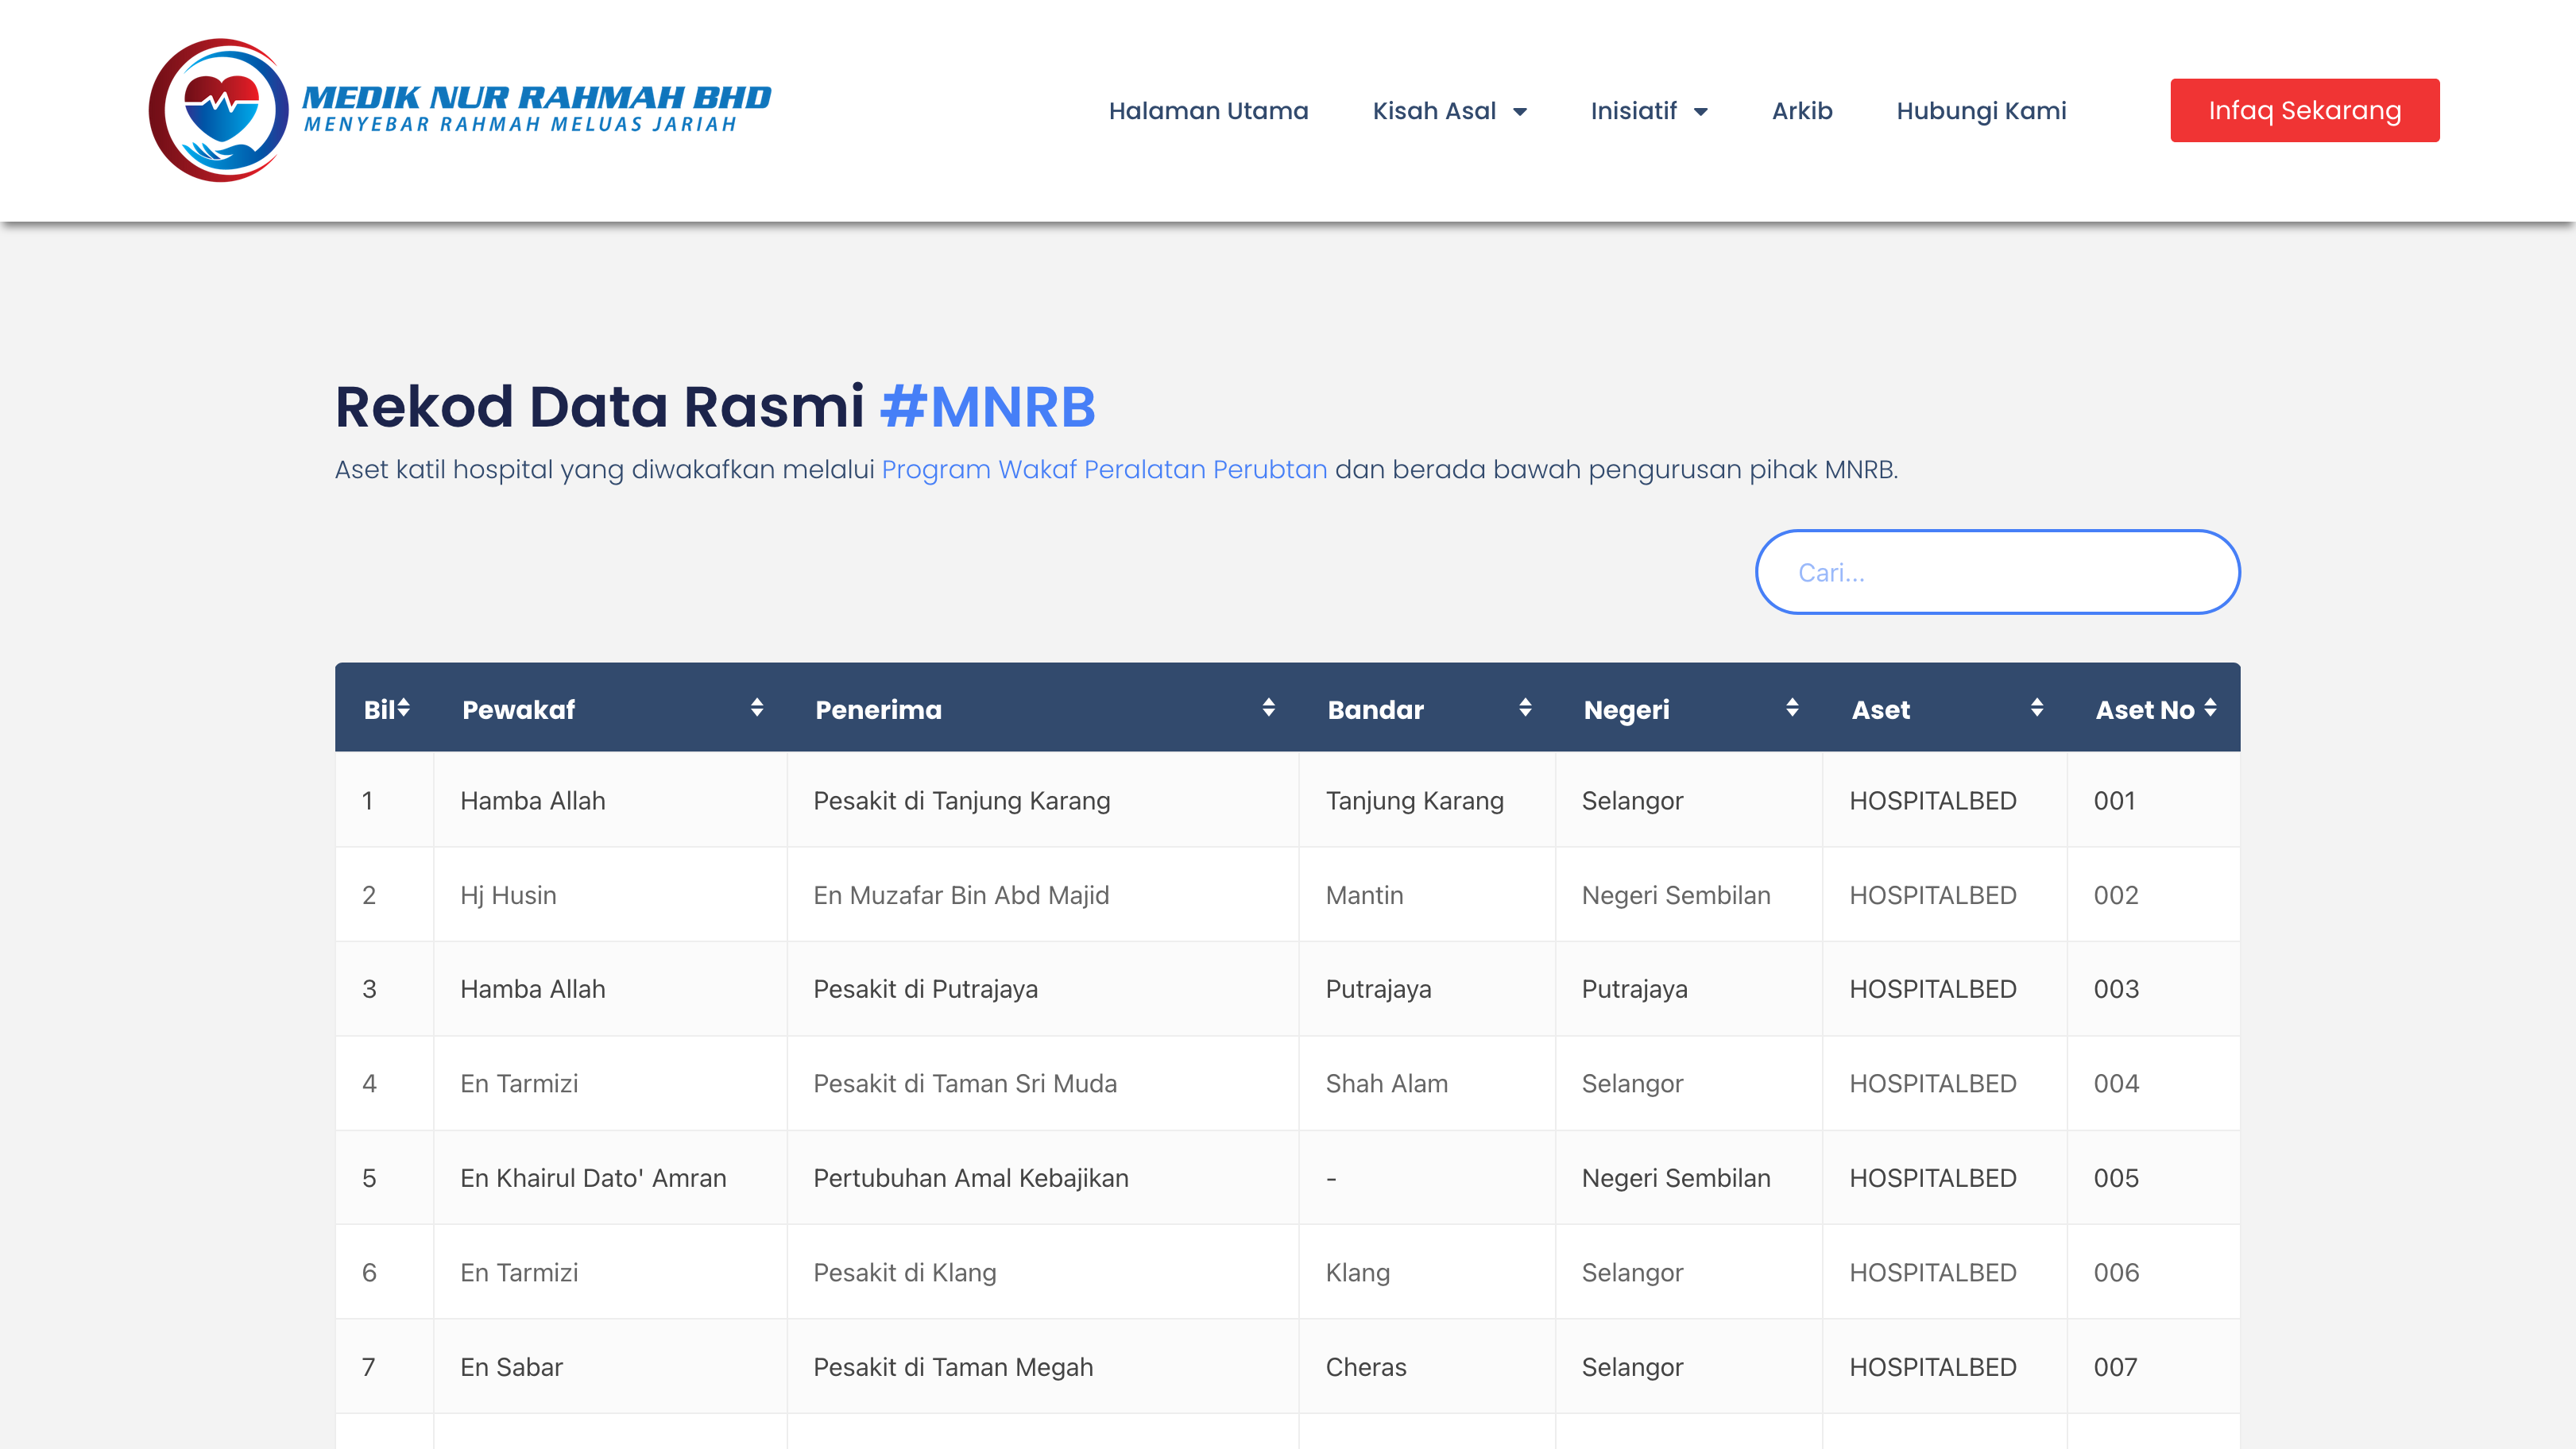 MEDIK NUR RAHMAH BHD
MENYEBAR RAHMAH MELUAS JARIAH
Halaman Utama Kisah Asal Inisiatif Arkib Hubungi Kami Infaq Sekarang
Rekod Data Rasmi #MNRB
Aset katil hospital yang diwakafkan melalui Program Wakaf Peralatan Perubtan dan berada bawah pengurusan pihak MNRB.
Cari...
Bil Pewakaf Penerima Bandar Negeri Aset Aset No
1 Hamba Allah Pesakit di Tanjung Karang Tanjung Karang Selangor HOSPITALBED 001
2 Hj Husin En Muzafar Bin Abd Majid Mantin Negeri Sembilan HOSPITALBED 002
3 Hamba Allah Pesakit di Putrajaya Putrajaya Putrajaya HOSPITALBED 003
4 En Tarmizi Pesakit di Taman Sri Muda Shah Alam Selangor HOSPITALBED 004
5 En Khairul Dato' Amran Pertubuhan Amal Kebajikan - Negeri Sembilan HOSPITALBED 005
6 En Tarmizi Pesakit di Klang Klang Selangor HOSPITALBED 006
7 En Sabar Pesakit di Taman Megah Cheras Selangor HOSPITALBED 007